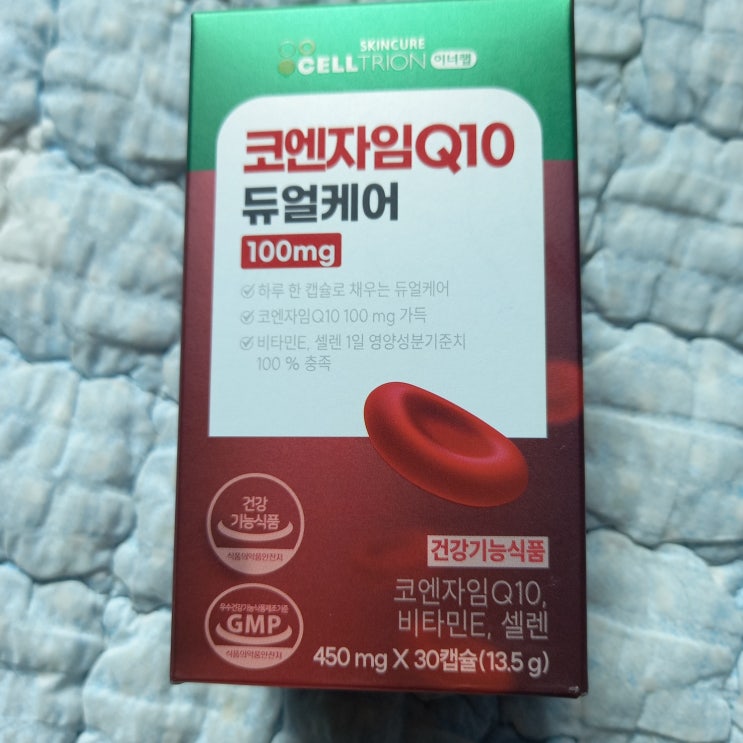 SKINCURE
CELLTRION 이너랩
코엔자임Q10
듀얼케어
100mg
하루 한 캡슐로 채우는 듀얼케어
코엔자임Q10 100 mg 가득
비타민E, 셀렌 1일 영양성분기준치
100 % 충족
건강
기능식품
식품의약품안전처
건강기능식품
코엔자임Q10,
비타민E, 셀렌
우수건강기능식품제조기준
GMP
식품의약품안전처
450 mg X 30캡슐(13.5 g)